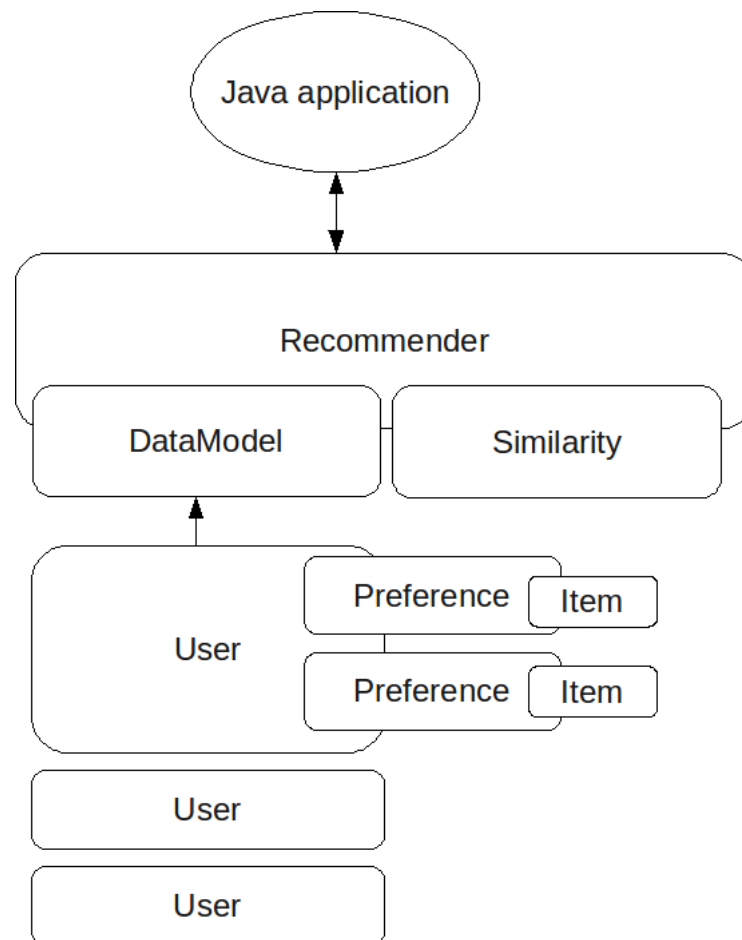 Java application
Recommender
DataModel
Similarity
User
Preference
Item
Preference
Item
User
User